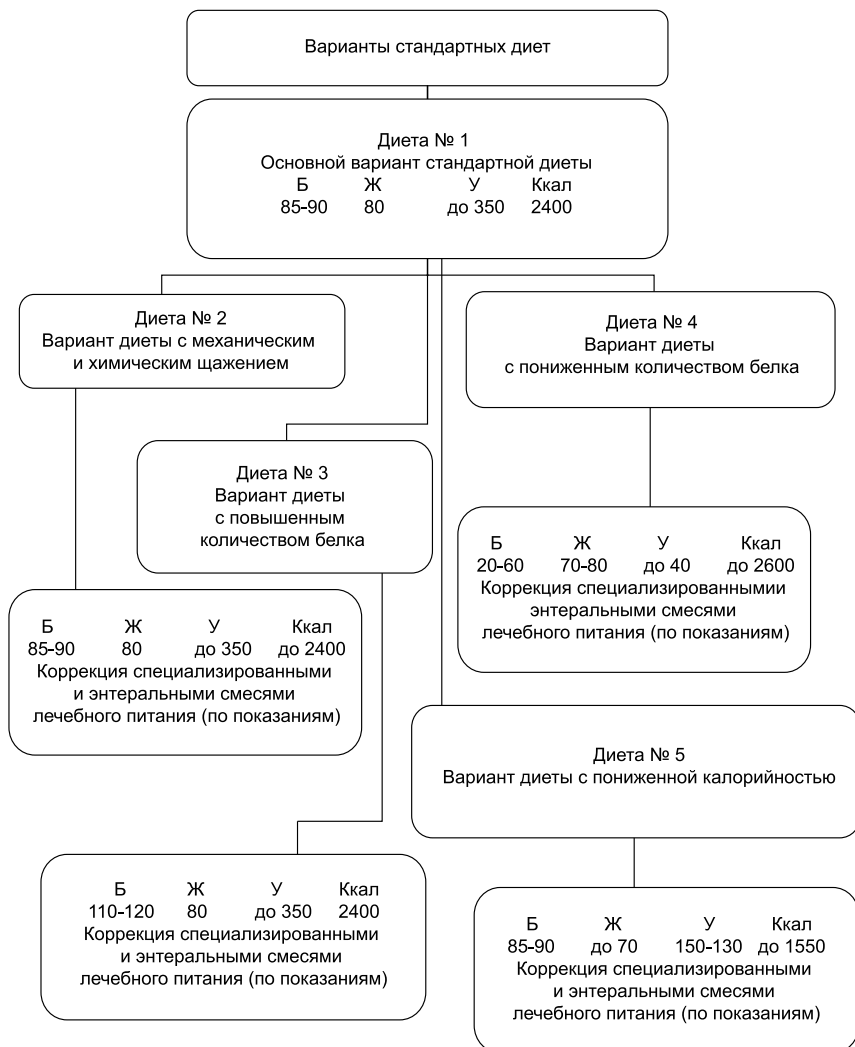 Варианты стандартных диет
Диета № 1
Основной вариант стандартной диеты
Б Ж У Ккал
85-90 80 до 350 2400
Диета № 2
Вариант диеты с механическим
и химическим щажением
Диета № 4
Вариант диеты
с пониженным количеством белка
Диета № 3
Вариант диеты
с повышенным
количеством белка
Б Ж У Ккал
20-60 70-80 до 40 до 2600
Коррекция специализированнымии
энтеральными смесями
лечебного питания (по показаниям)
Б Ж У Ккал
85-90 80 до 350 до 2400
Коррекция специализированными
и энтеральными смесями
лечебного питания (по показаниям)
Диета № 5
Вариант диеты с пониженной калорийностью
Б Ж У Ккал
110-120 80 до 350 2400
Коррекция специализированными
и энтеральными смесями
лечебного питания (по показаниям)
Б Ж У Ккал
85-90 до 70 150-130 до 1550
Коррекция специализированными
и энтеральными смесями
лечебного питания (по показаниям)